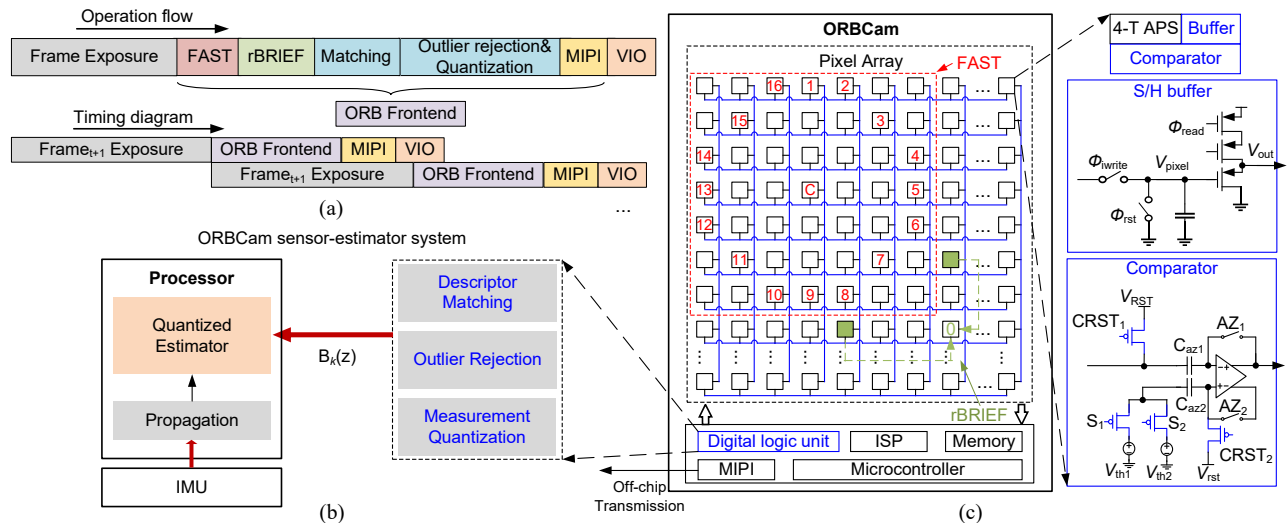 Operation flow
Frame Exposure FAST rBRIEF Matching Outlier rejection& Quantization MIPI VIO
ORB Frontend
Timing diagram
Frame_{t+1} Exposure ORB Frontend MIPI VIO
Frame_{t+1} Exposure ORB Frontend MIPI VIO
...
(a)
ORBCam sensor-estimator system
Processor
Quantized
Estimator
Propagation
IMU
B_k(z)
Descriptor
Matching
Outlier Rejection
Measurement
Quantization
(b)
ORBCam
Pixel Array
FAST
16 1 2 ...
15 3 ...
14 4 ...
13 C 5 ...
12 6 ...
11 7 ...
10 9 8 ...
0 ...
...
rBRIEF
Digital logic unit ISP Memory
MIPI Microcontroller
Off-chip
Transmission
(c)
4-T APS Buffer
Comparator
S/H buffer
Φ_read
V_out
Φ_iwrite
V_pixel
Φ_rst
Comparator
V_RST
CRST_1
AZ_1
C_az1
- +
+ -
C_az2
AZ_2
S_1 S_2
CRST_2
V_th1 V_th2 V_rst